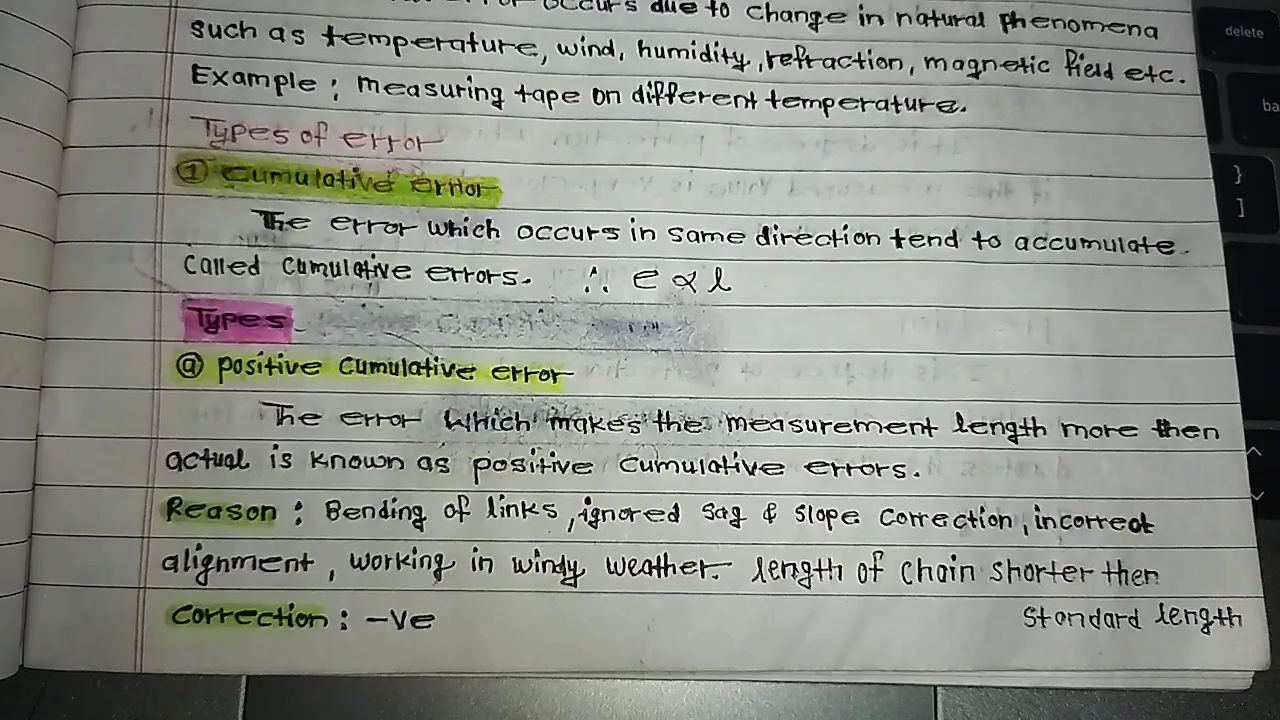 occurs due to change in natural phenomena
such as temperature, wind, humidity, refraction, magnetic field etc.
Example : measuring tape on different temperature.
Types of error
① Cumulative error
The error which occurs in same direction tend to accumulate.
called cumulative errors. ∴ e ∝ l
Types
ⓐ positive cumulative error
The error which makes the measurement length more then
actual is known as positive cumulative errors.
Reason : Bending of links, ignored sag & slope correction, incorrect
alignment, working in windy weather. length of chain shorter then
standard length
correction : -ve
delete
ba
}
]